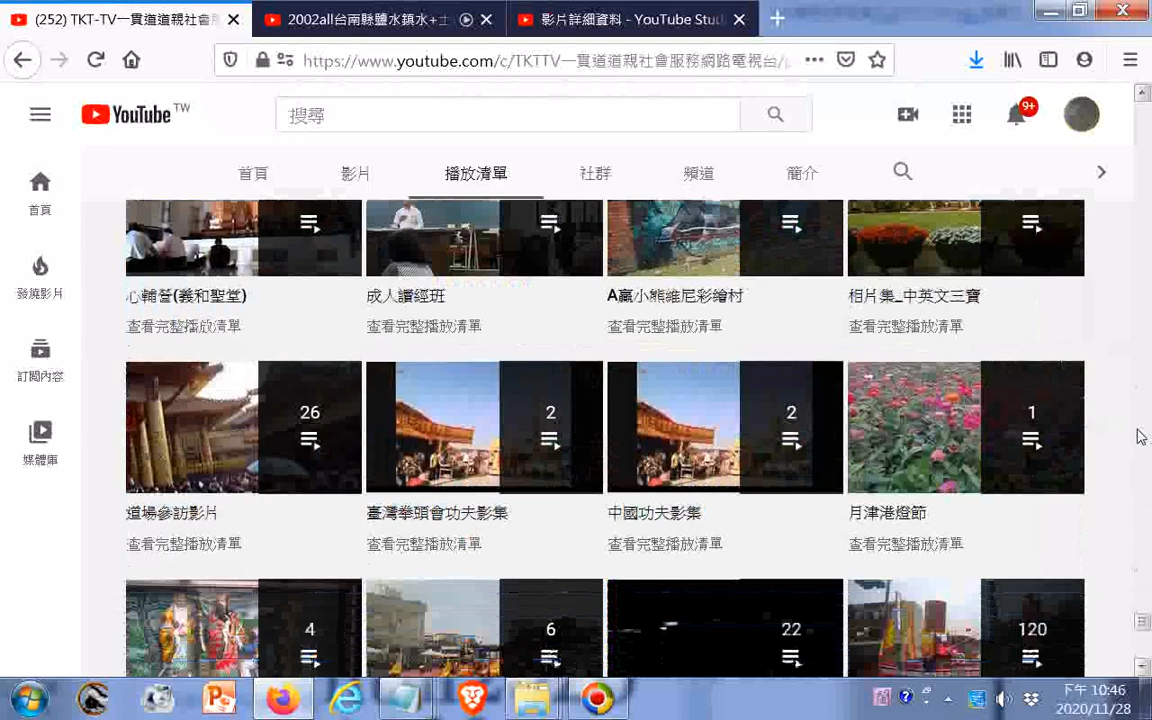 (252) TKT-TV一貫道道親社會服
2002all台南縣鹽水鎮水+土
影片詳細資料 - YouTube Stud
https://www.youtube.com/c/TKTTV一貫道道親社會服務網路電視台/p
YouTube TW
搜尋
9+
首頁
影片
播放清單
社群
頻道
簡介
首頁
發燒影片
訂閱內容
媒體庫
心輔營(義和聖堂)
成人讀經班
A贏小熊維尼彩繪村
相片集_中英文三寶
查看完整播放清單
查看完整播放清單
查看完整播放清單
查看完整播放清單
26
2
2
1
道場參訪影片
臺灣拳頭會功夫影集
中國功夫影集
月津港燈節
查看完整播放清單
查看完整播放清單
查看完整播放清單
查看完整播放清單
4
6
22
120
下午 10:46
2020/11/28